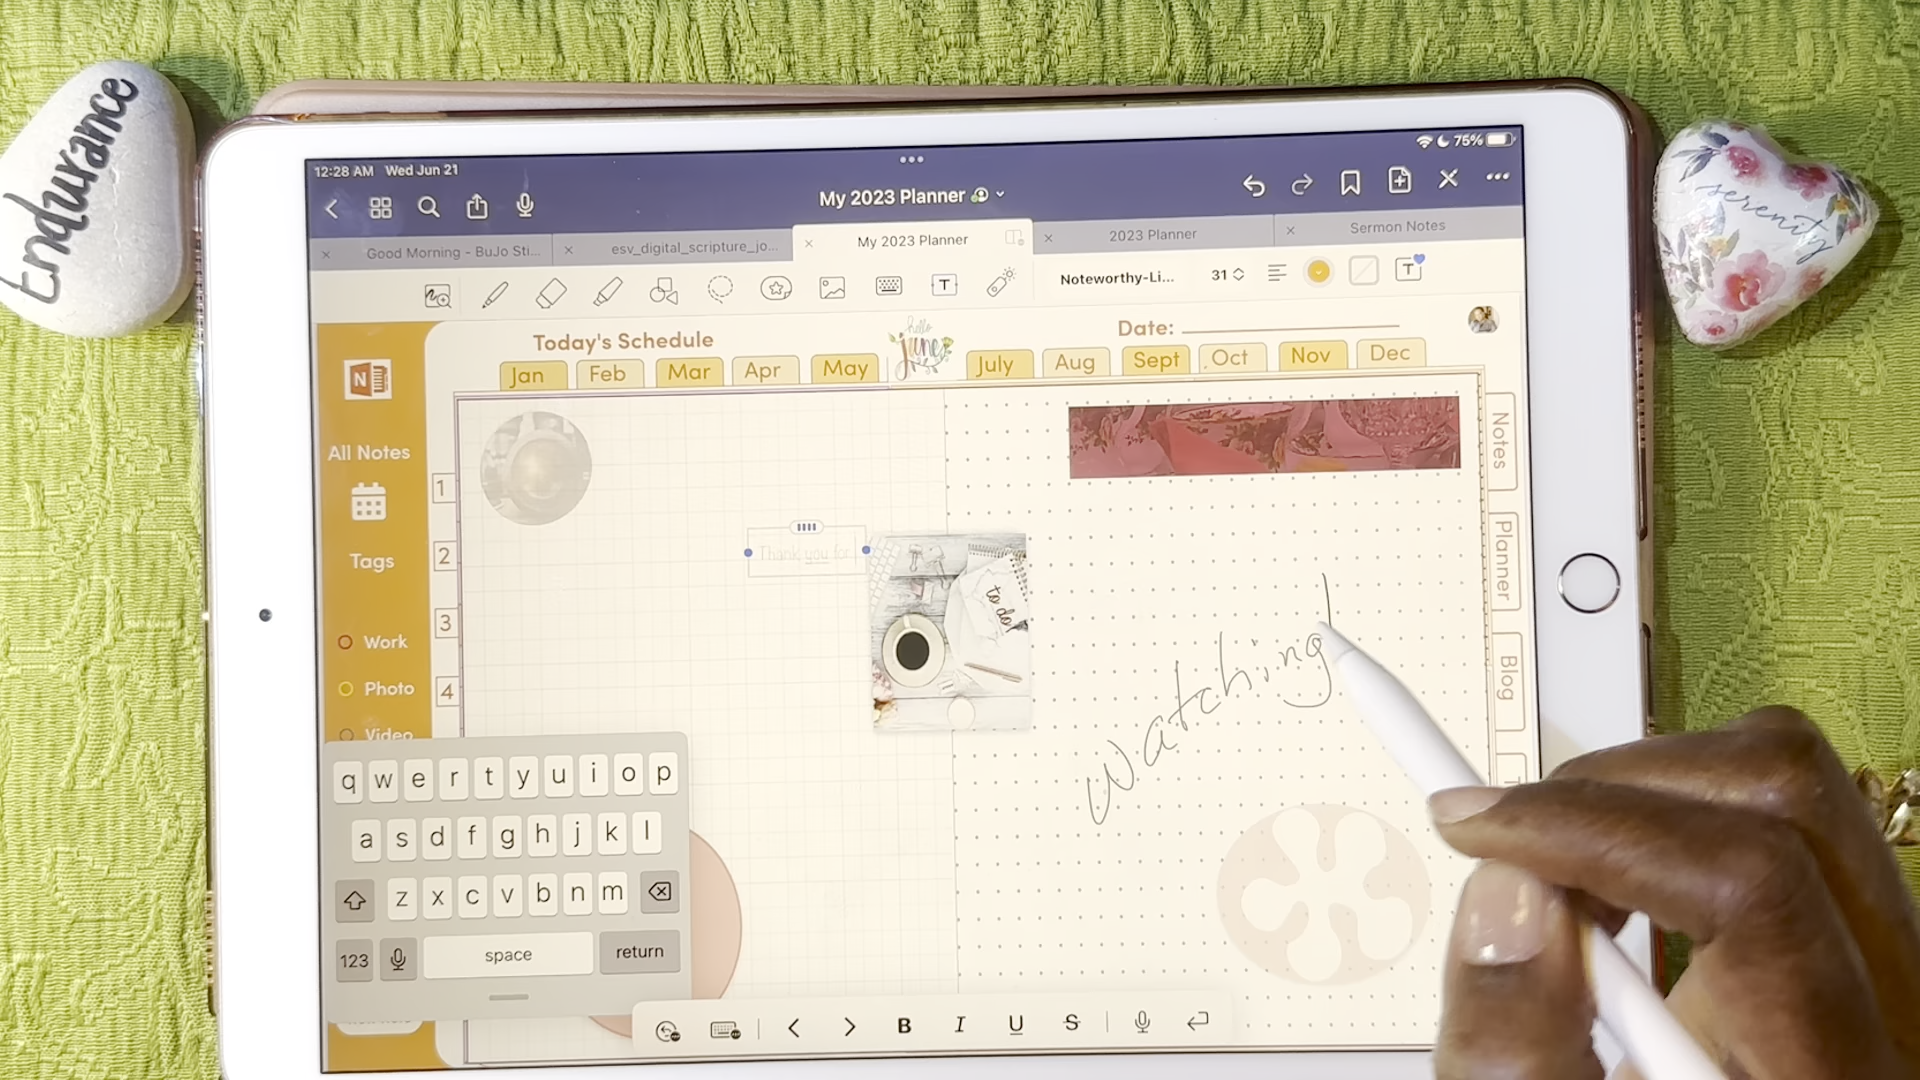 Endurance
serenity
12:28 AM Wed Jun 21
75%
My 2023 Planner
Good Morning - BuJo Sti...
esv_digital_scripture_jo...
My 2023 Planner
2023 Planner
Sermon Notes
Noteworthy-Li...
31
T
T
Today's Schedule
hello
june
Date:
Jan
Feb
Mar
Apr
May
July
Aug
Sept
Oct
Nov
Dec
N
All Notes
Tags
Work
Photo
Video
1
2
3
4
Thank you for
to do
Watching!
Notes
Planner
Blog
q w e r t y u i o p
a s d f g h j k l
z x c v b n m
123
space
return
B I U S